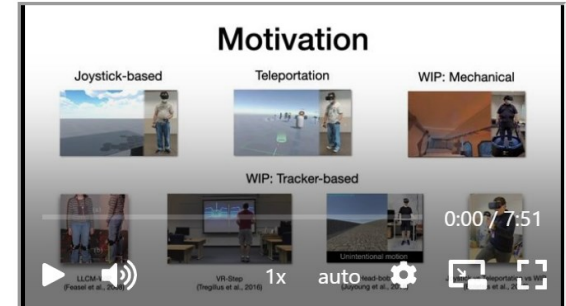 Motivation
Joystick-based
Teleportation
WIP: Mechanical
WIP: Tracker-based
0:00 / 7:51
Unintentional motion
1x
auto
VR-Step
(Tregillus et al., 2016)